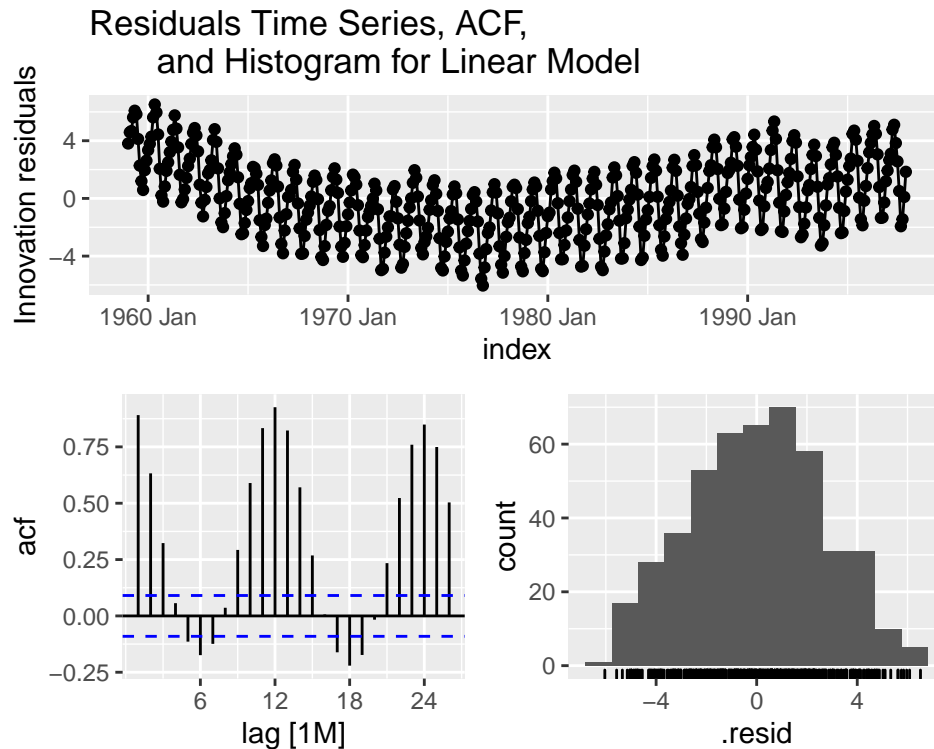 Residuals Time Series, ACF,
and Histogram for Linear Model
Innovation residuals
4
0
−4
1960 Jan
1970 Jan
1980 Jan
1990 Jan
index
acf
0.75
0.50
0.25
0.00
−0.25
6
12
18
24
lag [1M]
count
60
40
20
0
−4
0
4
.resid